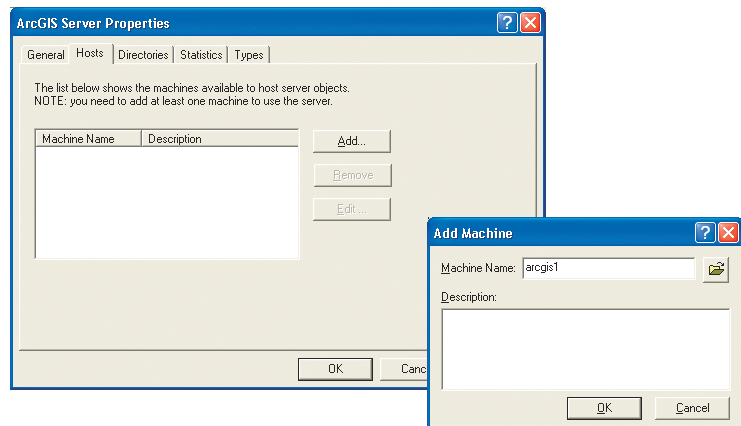 ArcGIS Server Properties
General Hosts Directories Statistics Types
The list below shows the machines available to host server objects.
NOTE: you need to add at least one machine to use the server.
Machine Name Description
Add...
Remove
Edit ...
OK Canc
Add Machine
Machine Name: arcgis1
Description:
OK Cancel